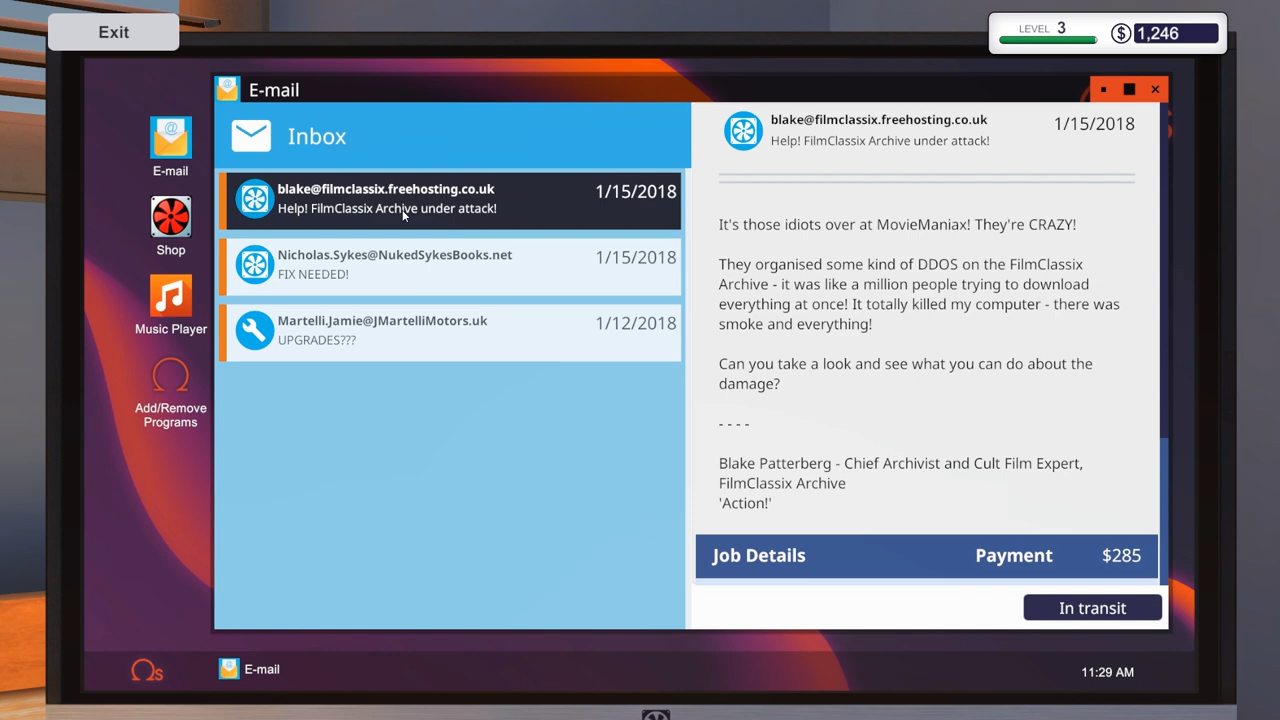 Exit
LEVEL 3
$ 1,246
E-mail
E-mail
Shop
Music Player
Add/Remove
Programs
Inbox
blake@filmclassix.freehosting.co.uk 1/15/2018
Help! FilmClassix Archive under attack!
Nicholas.Sykes@NukedSykesBooks.net 1/15/2018
FIX NEEDED!
Martelli.Jamie@JMartelliMotors.uk 1/12/2018
UPGRADES???
blake@filmclassix.freehosting.co.uk 1/15/2018
Help! FilmClassix Archive under attack!
It's those idiots over at MovieManiax! They're CRAZY!
They organised some kind of DDOS on the FilmClassix
Archive - it was like a million people trying to download
everything at once! It totally killed my computer - there was
smoke and everything!
Can you take a look and see what you can do about the
damage?
- - - -
Blake Patterberg - Chief Archivist and Cult Film Expert,
FilmClassix Archive
'Action!'
Job Details Payment $285
In transit
Ωs
E-mail
11:29 AM